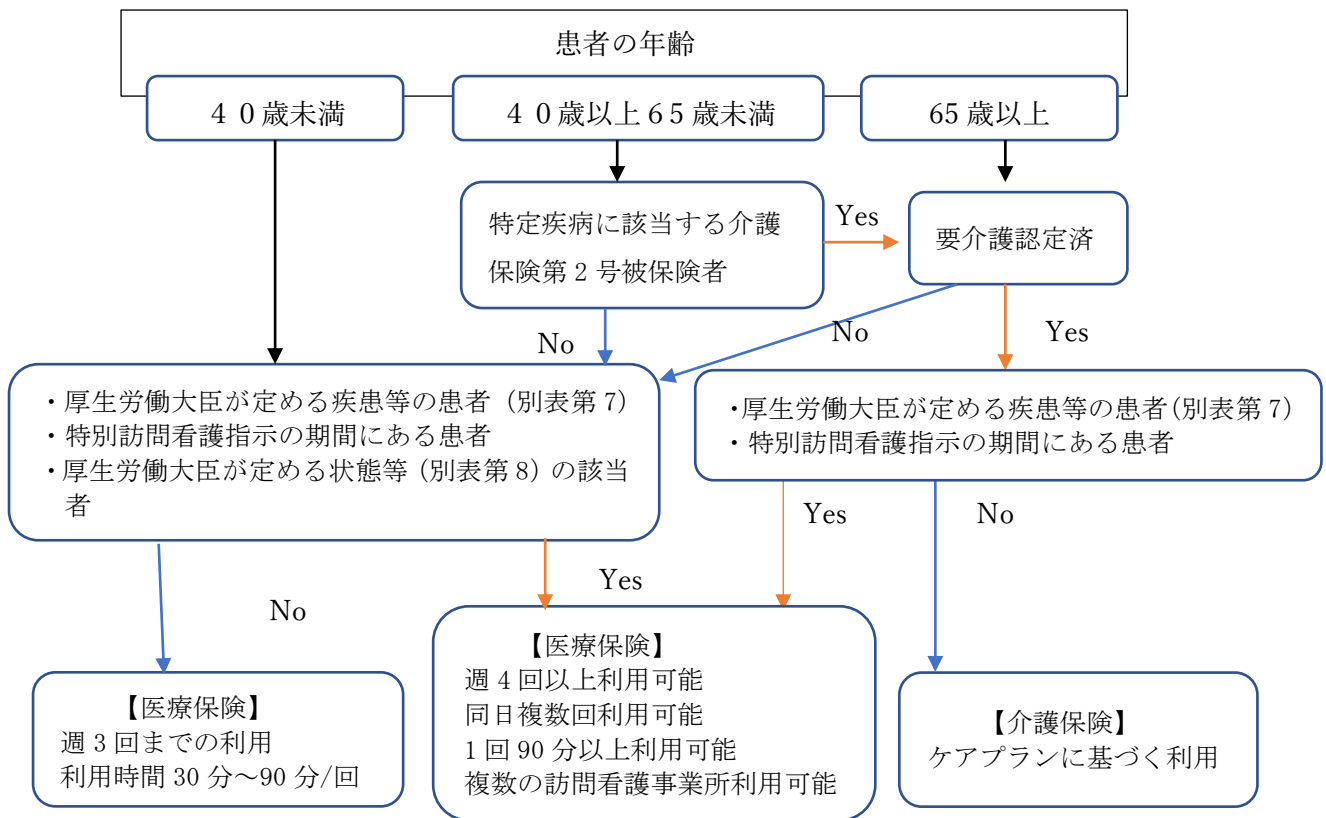 患者の年齢
40歳未満
40歳以上65歳未満
65歳以上
特定疾病に該当する介護
保険第2号被保険者
Yes
要介護認定済
No
No
Yes
・厚生労働大臣が定める疾患等の患者(別表第7)
・特別訪問看護指示の期間にある患者
・厚生労働大臣が定める状態等(別表第8)の該当
者
・厚生労働大臣が定める疾患等の患者(別表第7)
・特別訪問看護指示の期間にある患者
No
Yes
Yes
No
【医療保険】
週3回までの利用
利用時間30分～90分/回
【医療保険】
週4回以上利用可能
同日複数回利用可能
1回90分以上利用可能
複数の訪問看護事業所利用可能
【介護保険】
ケアプランに基づく利用